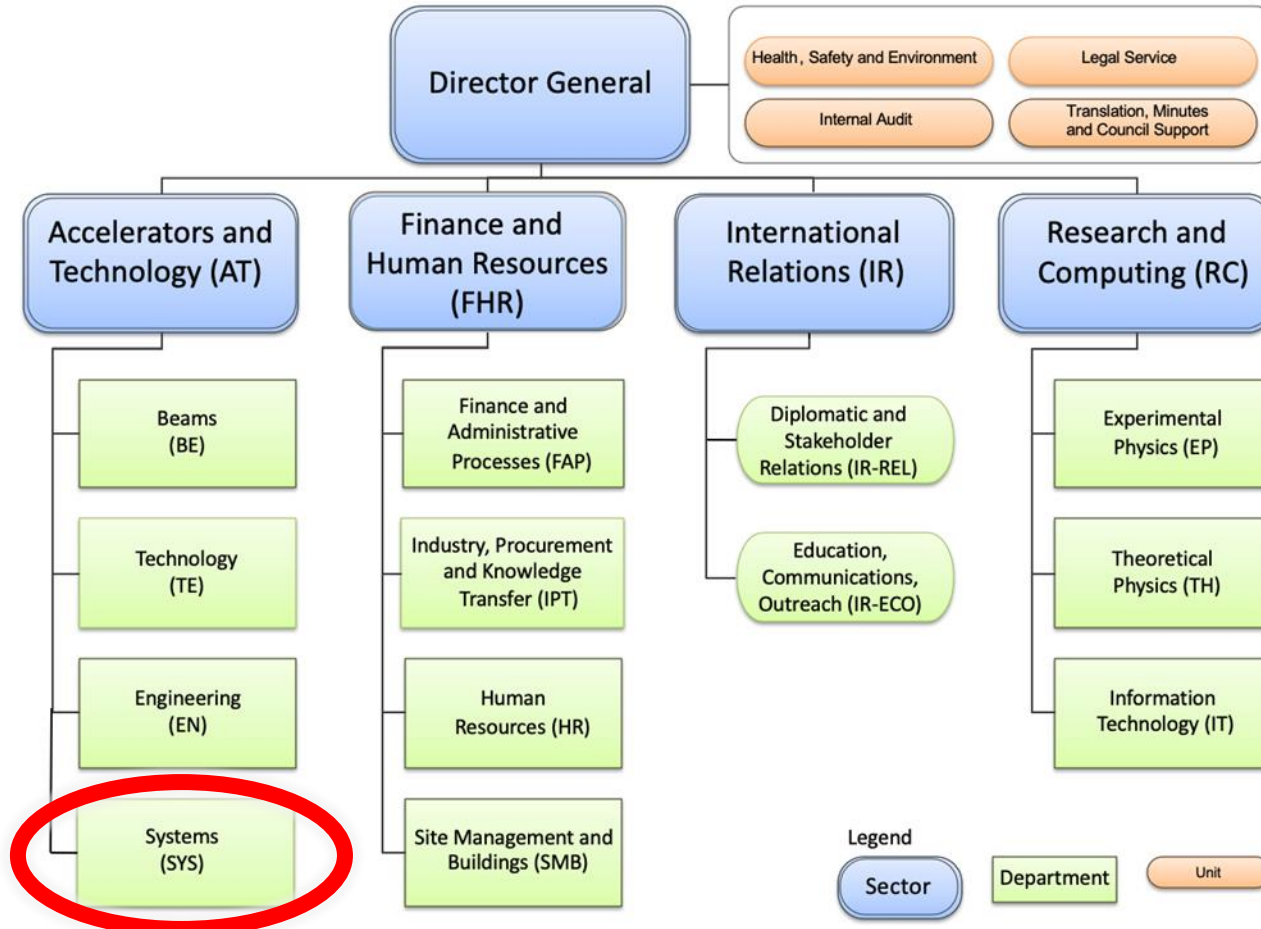 Director General
Health, Safety and Environment
Legal Service
Internal Audit
Translation, Minutes
and Council Support
Accelerators and
Technology (AT)
Finance and
Human Resources
(FHR)
International
Relations (IR)
Research and
Computing (RC)
Beams
(BE)
Technology
(TE)
Engineering
(EN)
Systems
(SYS)
Finance and
Administrative
Processes (FAP)
Industry, Procurement
and Knowledge
Transfer (IPT)
Human
Resources (HR)
Site Management and
Buildings (SMB)
Diplomatic and
Stakeholder
Relations (IR-REL)
Education,
Communications,
Outreach (IR-ECO)
Experimental
Physics (EP)
Theoretical
Physics (TH)
Information
Technology (IT)
Legend
Sector
Department
Unit